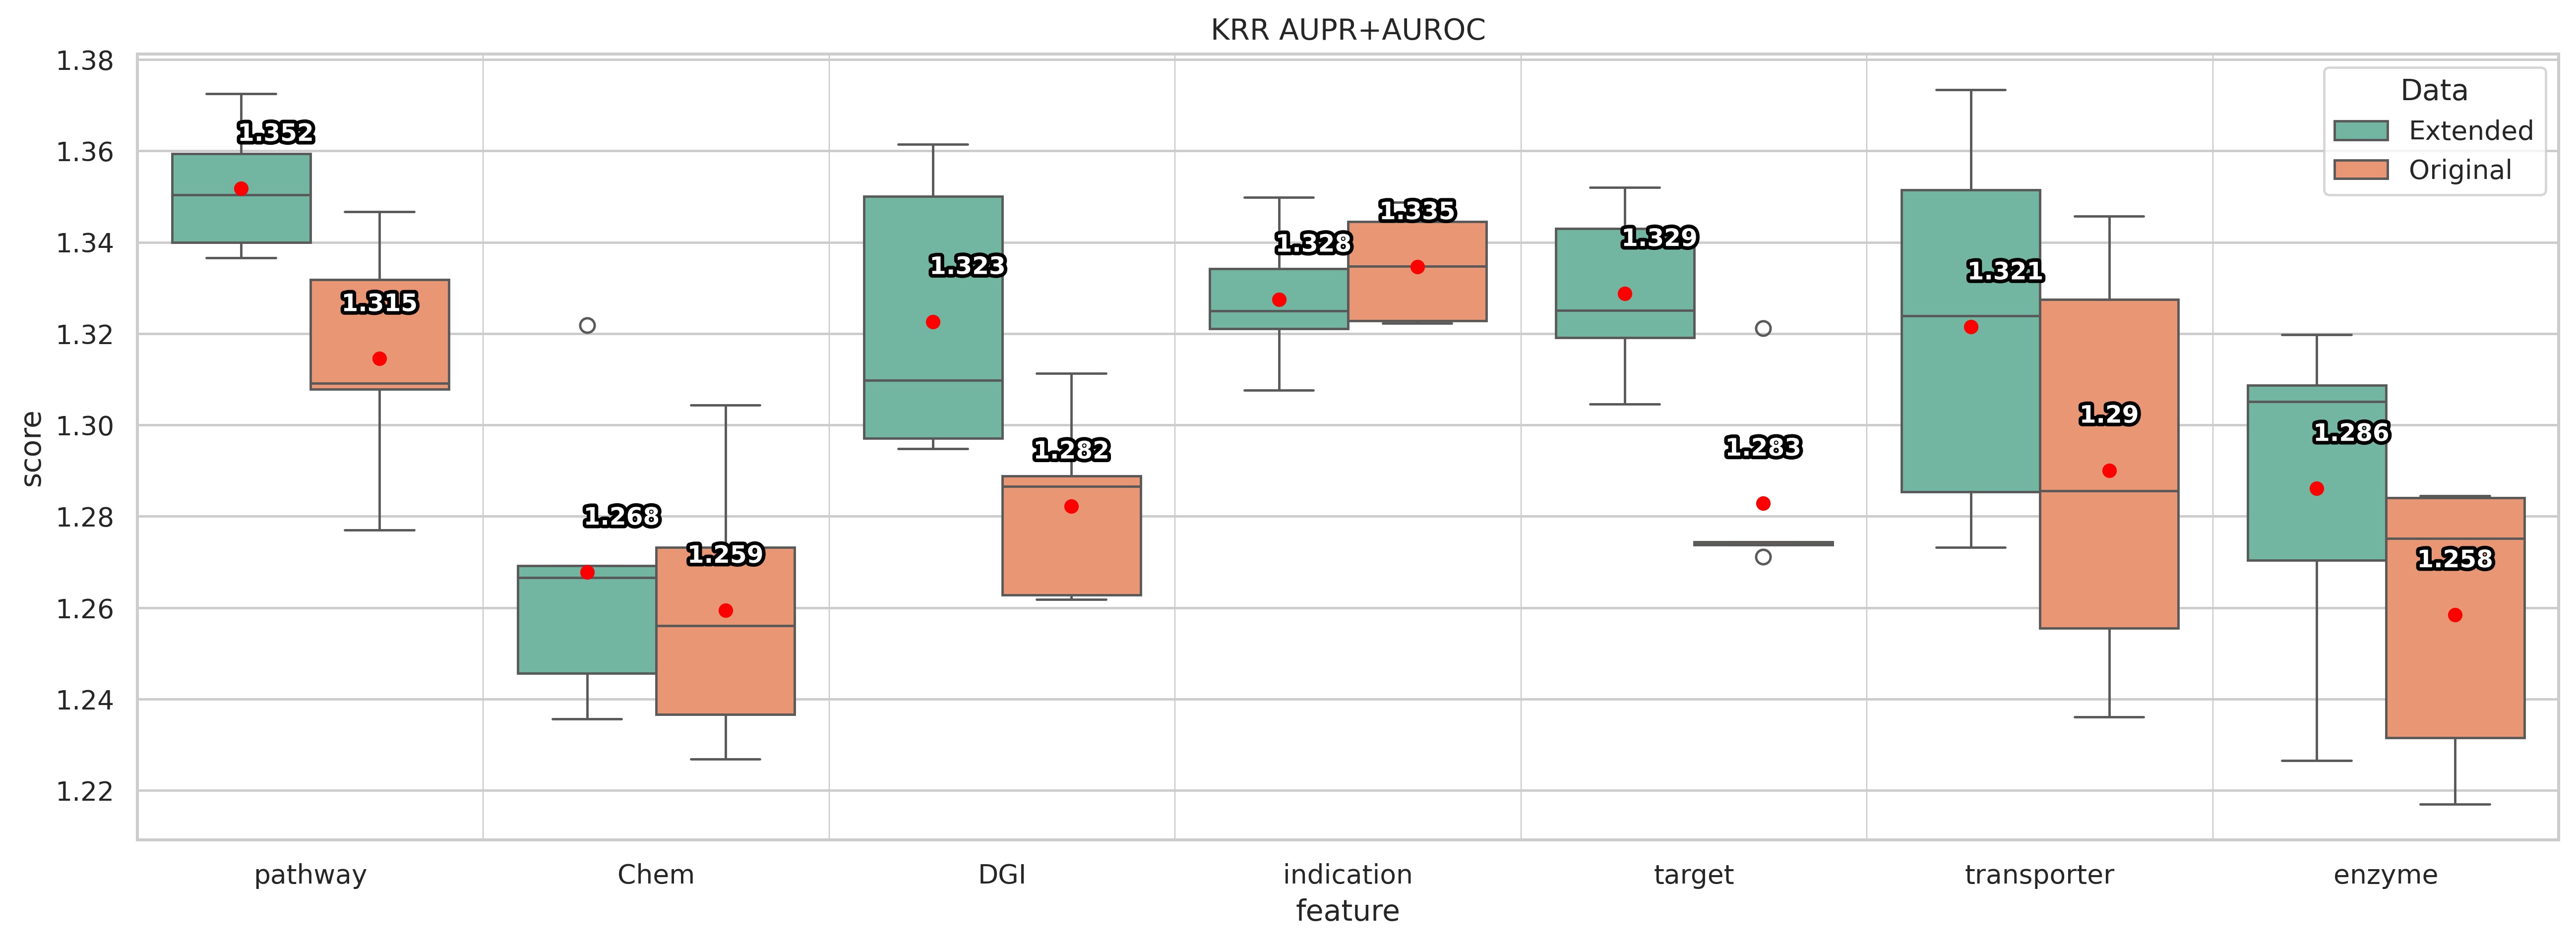 KRR AUPR+AUROC
score
1.38
1.36
1.34
1.32
1.30
1.28
1.26
1.24
1.22
1.352
1.315
1.268
1.259
1.323
1.282
1.328
1.335
1.329
1.283
1.321
1.29
1.286
1.258
Data
Extended
Original
pathway
Chem
DGI
indication
target
transporter
enzyme
feature